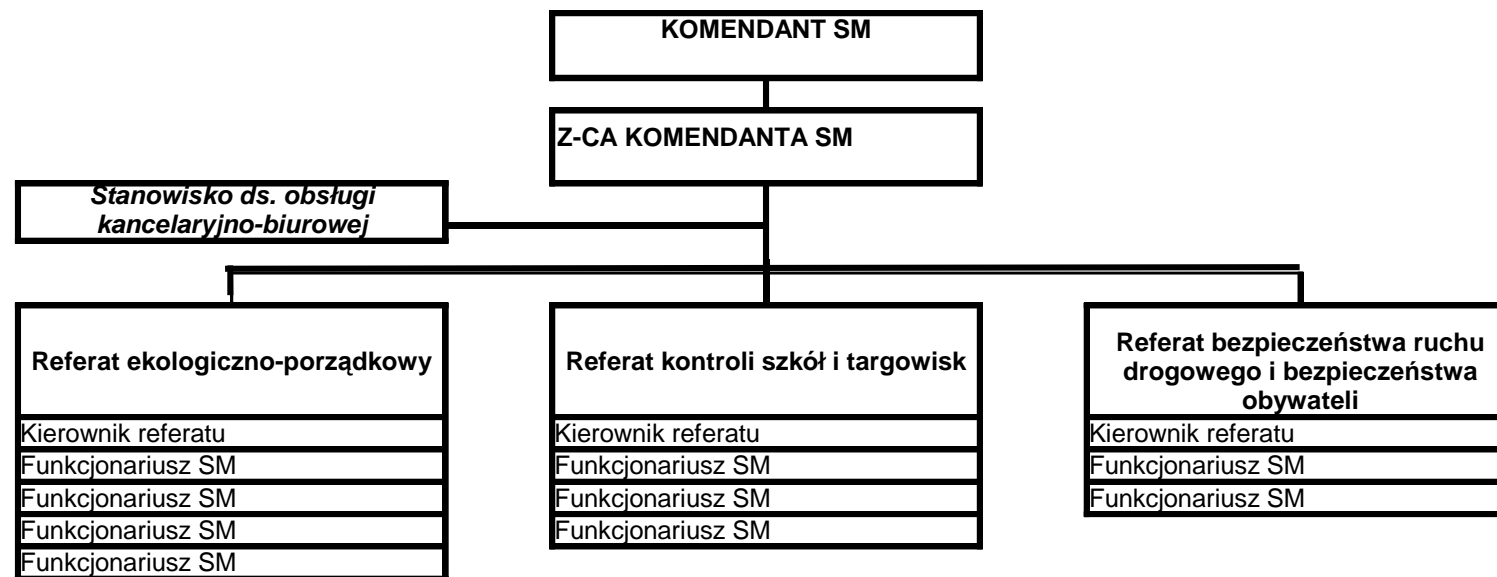 KOMENDANT SM
Z-CA KOMENDANTA SM
Stanowisko ds. obsługi
kancelaryjno-biurowej
Referat ekologiczno-porządkowy
Kierownik referatu
Funkcjonariusz SM
Funkcjonariusz SM
Funkcjonariusz SM
Funkcjonariusz SM
Referat kontroli szkół i targowisk
Kierownik referatu
Funkcjonariusz SM
Funkcjonariusz SM
Funkcjonariusz SM
Referat bezpieczeństwa ruchu
drogowego i bezpieczeństwa
obywateli
Kierownik referatu
Funkcjonariusz SM
Funkcjonariusz SM